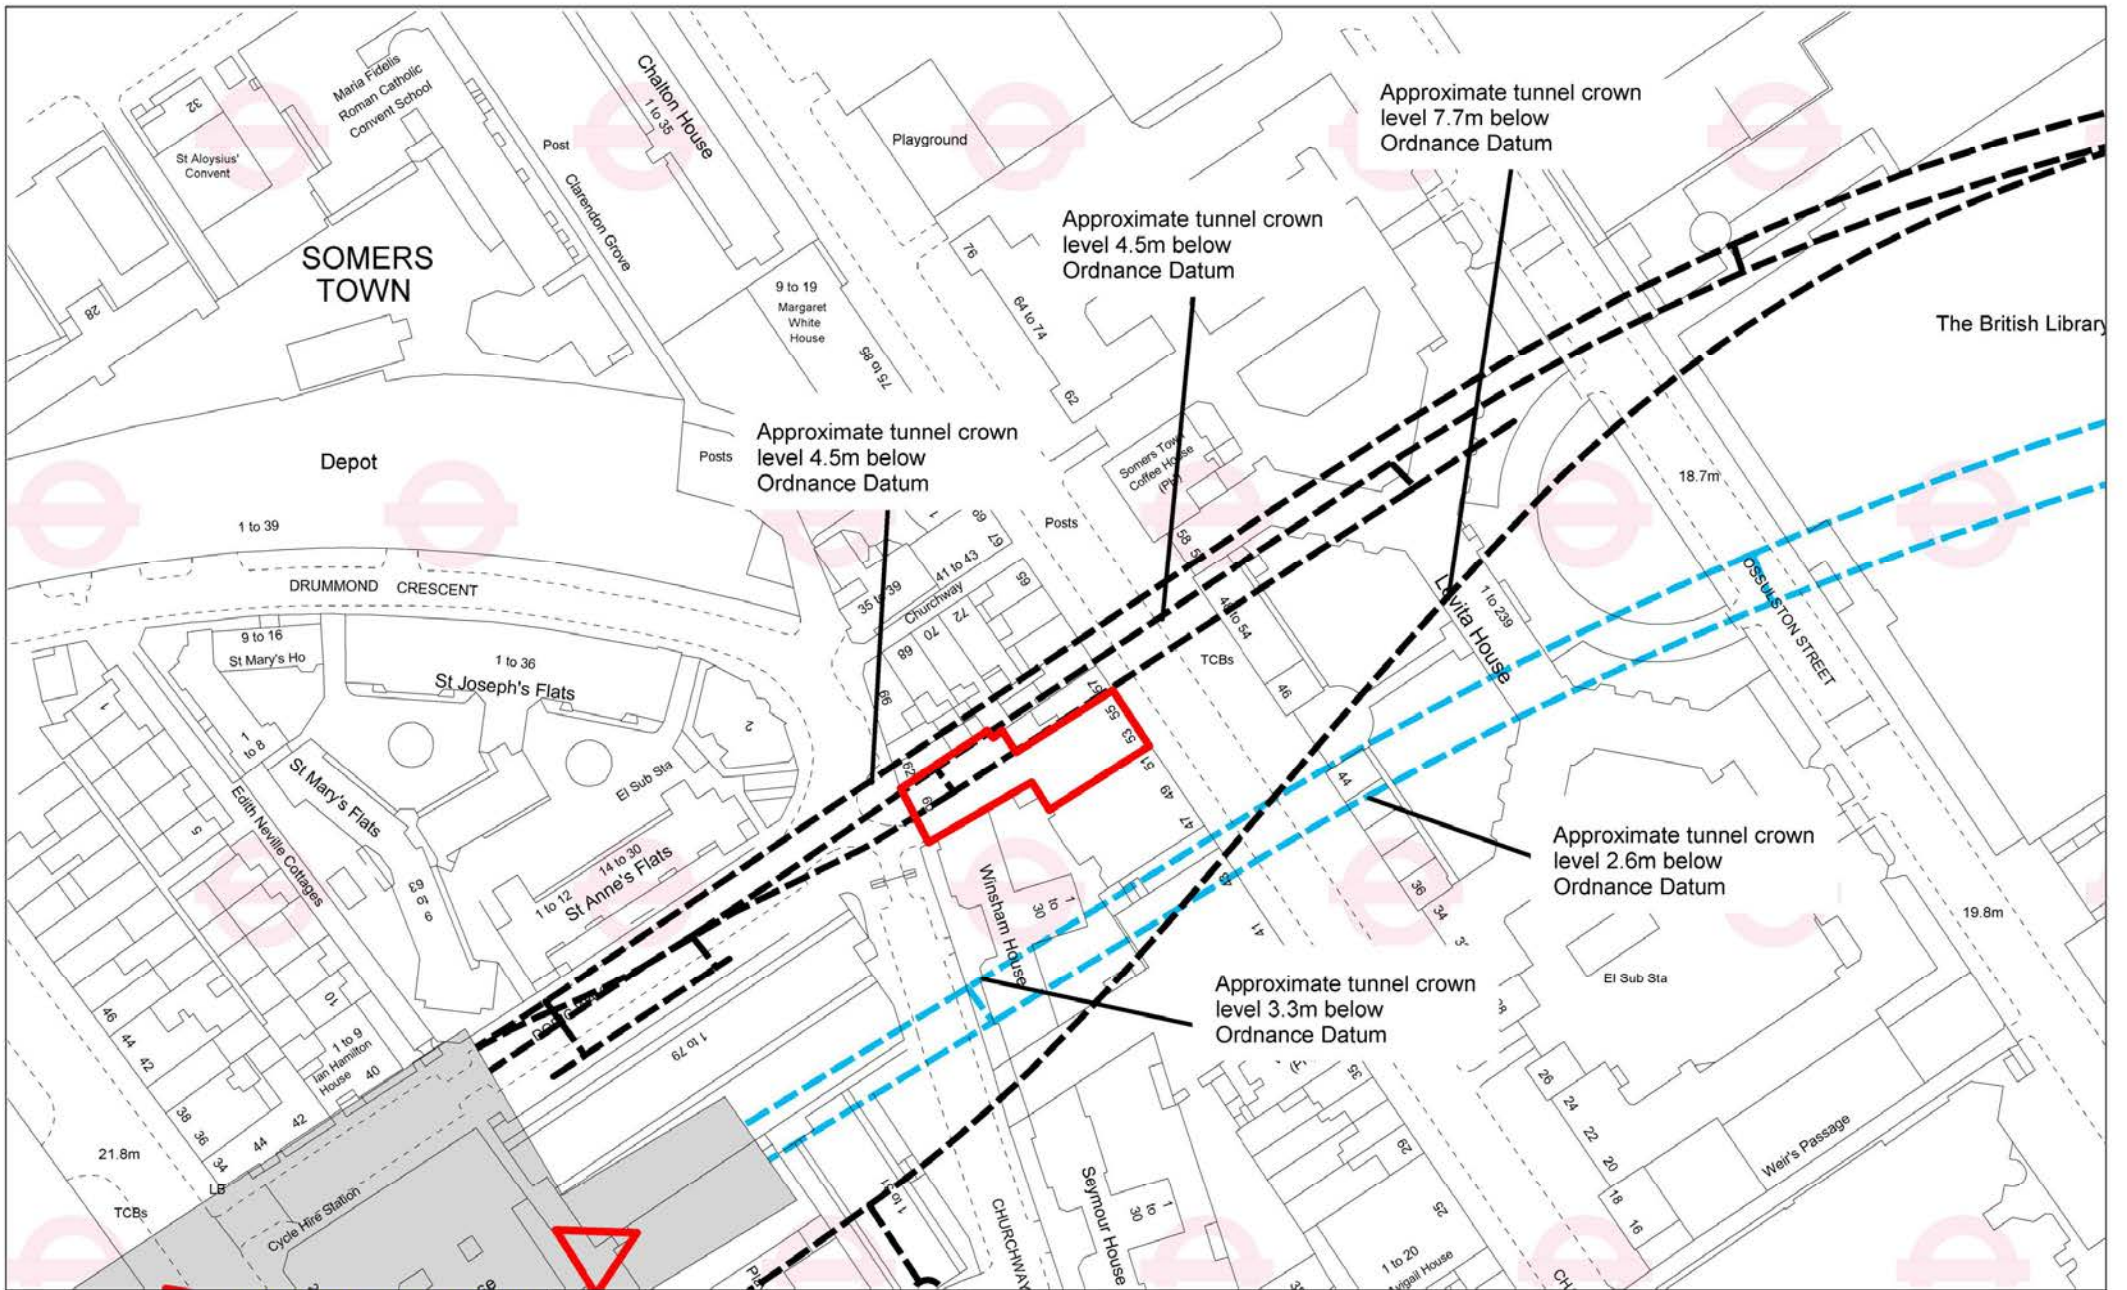 Maria Fidelis
Roman Catholic
Convent School
32
St Aloysius'
Convent
SOMERS
TOWN
28
Post
Clarendon Grove
Chalton House
1 to 35
Playground
9 to 19
Margaret
White
House
75 to 85
76
64 to 74
62
Approximate tunnel crown
level 7.7m below
Ordnance Datum
Approximate tunnel crown
level 4.5m below
Ordnance Datum
Approximate tunnel crown
level 4.5m below
Ordnance Datum
The British Library
Depot
Posts
1 to 39
DRUMMOND CRESCENT
Somers Town
Coffee House
(PH)
Posts
18.7m
69
67
41 to 43
35 to 39
Churchway
65
72
70
68
66
58
48 to 54
TCBs
46
Levita House
1 to 239
OSSULSTON STREET
9 to 16
St Mary's Ho
1 to 36
St Joseph's Flats
1
1
to 8
St Mary's Flats
2
El Sub Sta
5
Edith Neville Cottages
9 to 63
14 to 30
1 to 12
St Anne's Flats
62
60
57
55
53
51
49
47
43
41
44
36
34
Winsham House
1
to
30
Approximate tunnel crown
level 2.6m below
Ordnance Datum
Approximate tunnel crown
level 3.3m below
Ordnance Datum
19.8m
El Sub Sta
10
1 to 9
Ian Hamilton
House
40
46
44
42
38
36
34
44
42
1 to 79
21.8m
TCBs
LB
Cycle Hire Station
CHURCHWAY
Seymour House
1
to
30
35
29
25
26
24
22
20
18
16
Weir's Passage
1 to 20